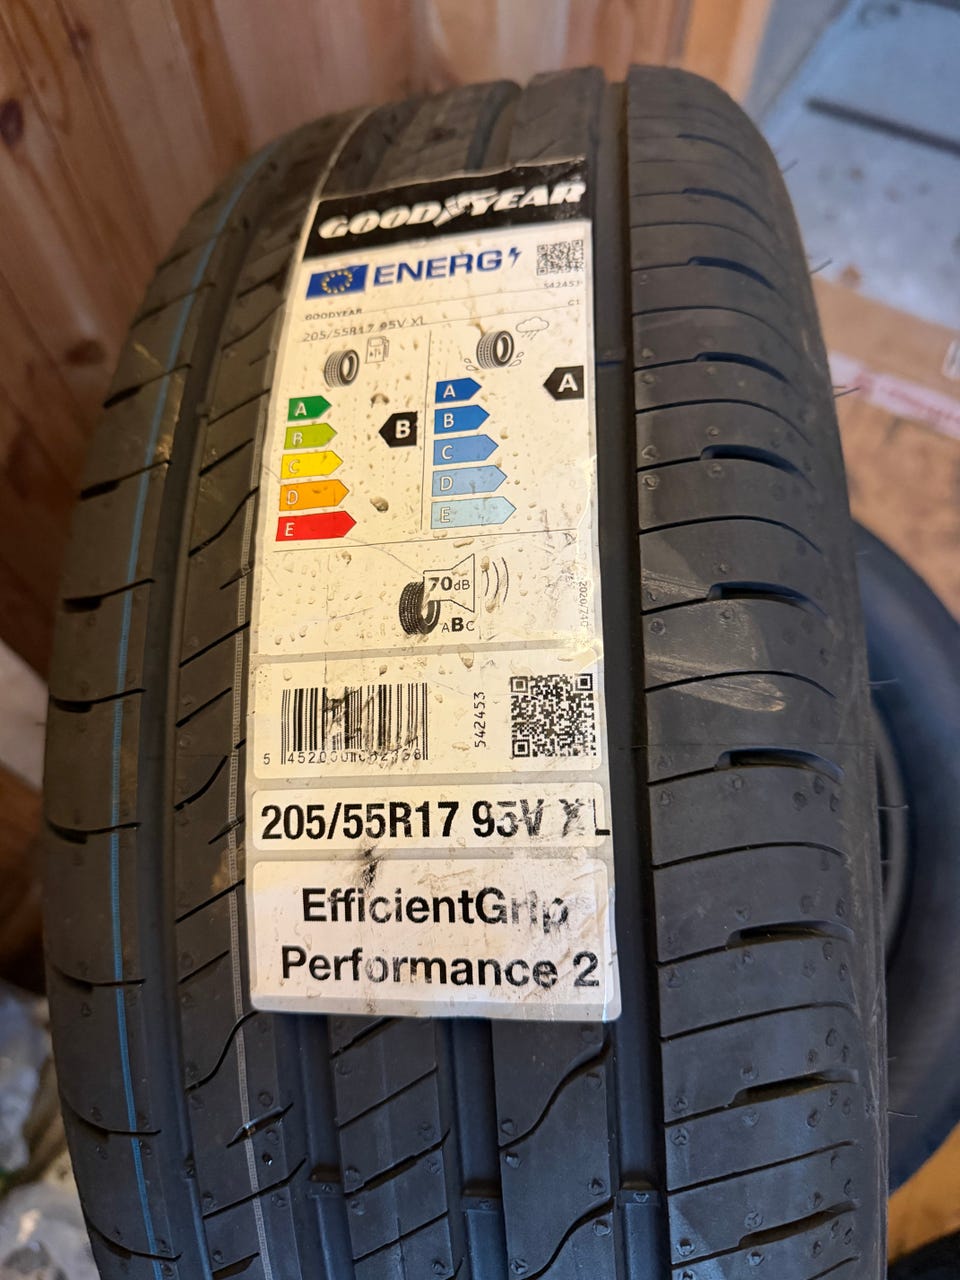 GOODYEAR
ENERG
542453
GOODYEAR
C1
205/55R17 95V XL
A
B
C
D
E
B
A
B
C
D
E
A
70dB
ABC
2020/740
542453
205/55R17 95V XL
EfficientGrip
Performance 2